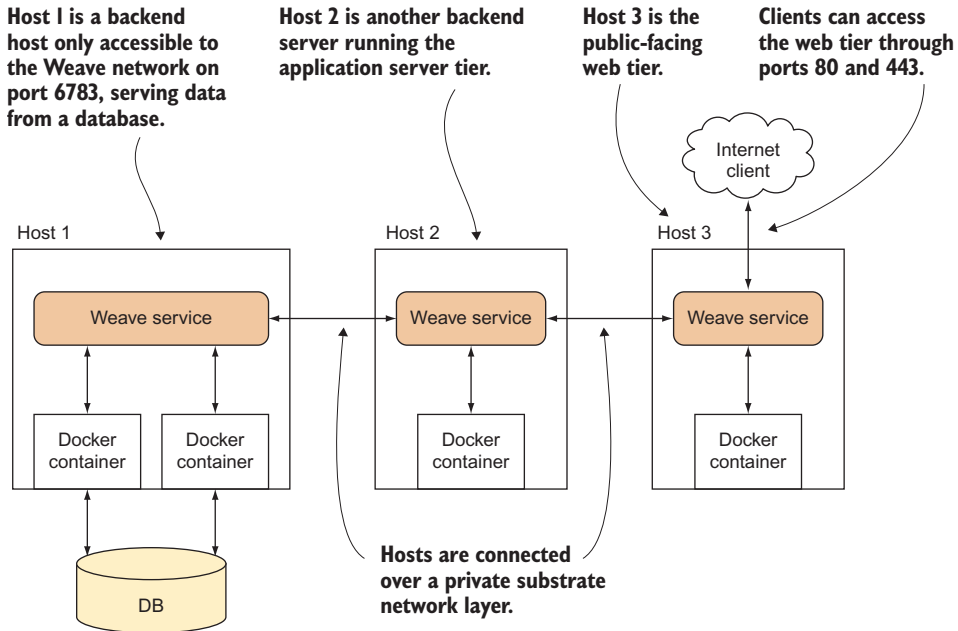 Host 1 is a backend
host only accessible to
the Weave network on
port 6783, serving data
from a database.
Host 2 is another backend
server running the
application server tier.
Host 3 is the
public-facing
web tier.
Clients can access
the web tier through
ports 80 and 443.
Internet
client
Host 1
Host 2
Host 3
Weave service
Weave service
Weave service
Docker
container
Docker
container
Docker
container
Docker
container
Hosts are connected
over a private substrate
network layer.
DB